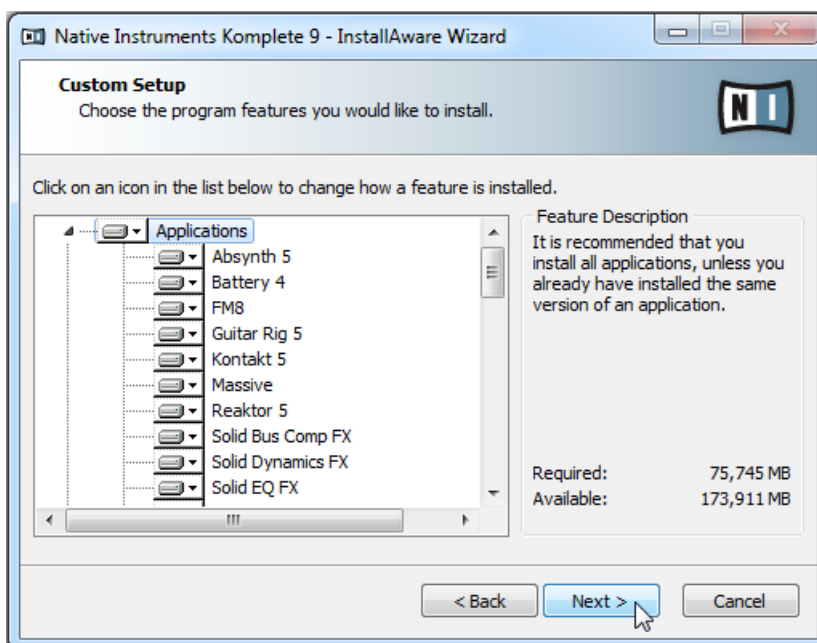 Native Instruments Komplete 9 - InstallAware Wizard
Custom Setup
Choose the program features you would like to install.
N I
Click on an icon in the list below to change how a feature is installed.
Applications
Absynth 5
Battery 4
FM8
Guitar Rig 5
Kontakt 5
Massive
Reaktor 5
Solid Bus Comp FX
Solid Dynamics FX
Solid EQ FX
Feature Description
It is recommended that you
install all applications, unless you
already have installed the same
version of an application.
Required: 75,745 MB
Available: 173,911 MB
< Back Next > Cancel